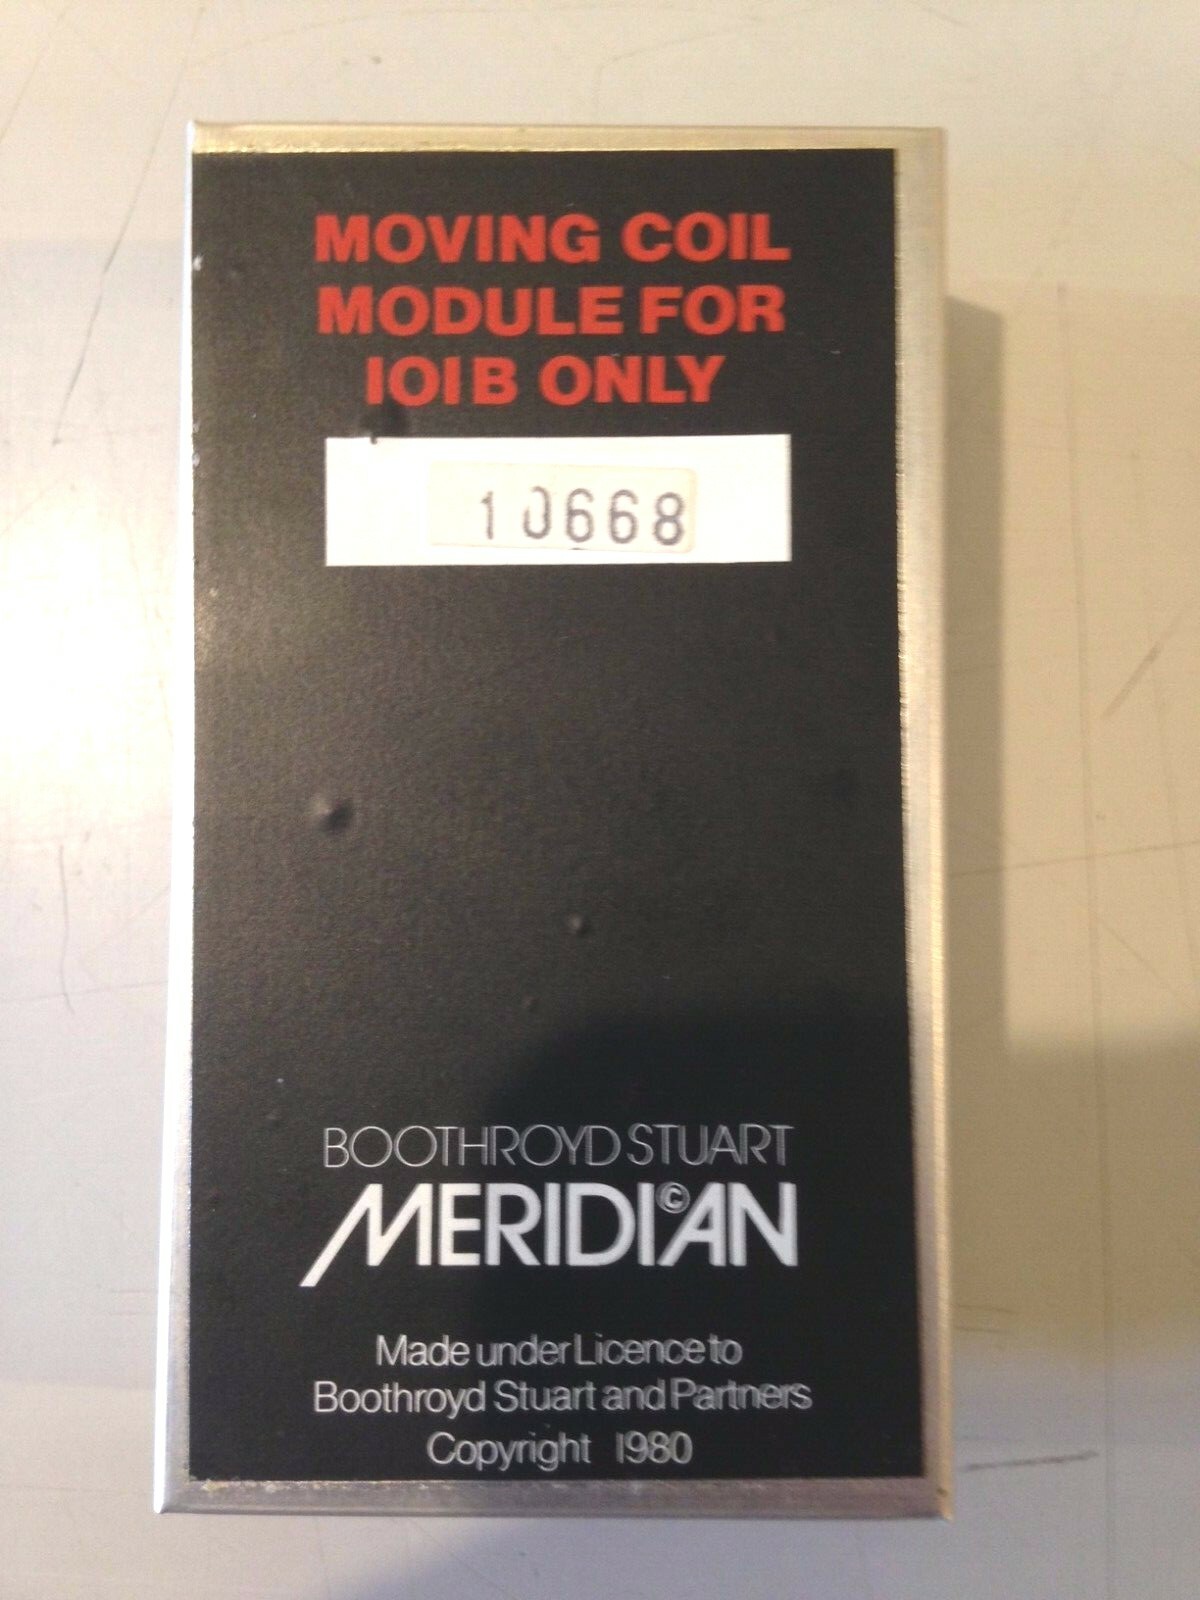 MOVING COIL
MODULE FOR
101B ONLY
10668
BOOTHROYD STUART
MERIDIAN©
Made under Licence to
Boothroyd Stuart and Partners
Copyright 1980